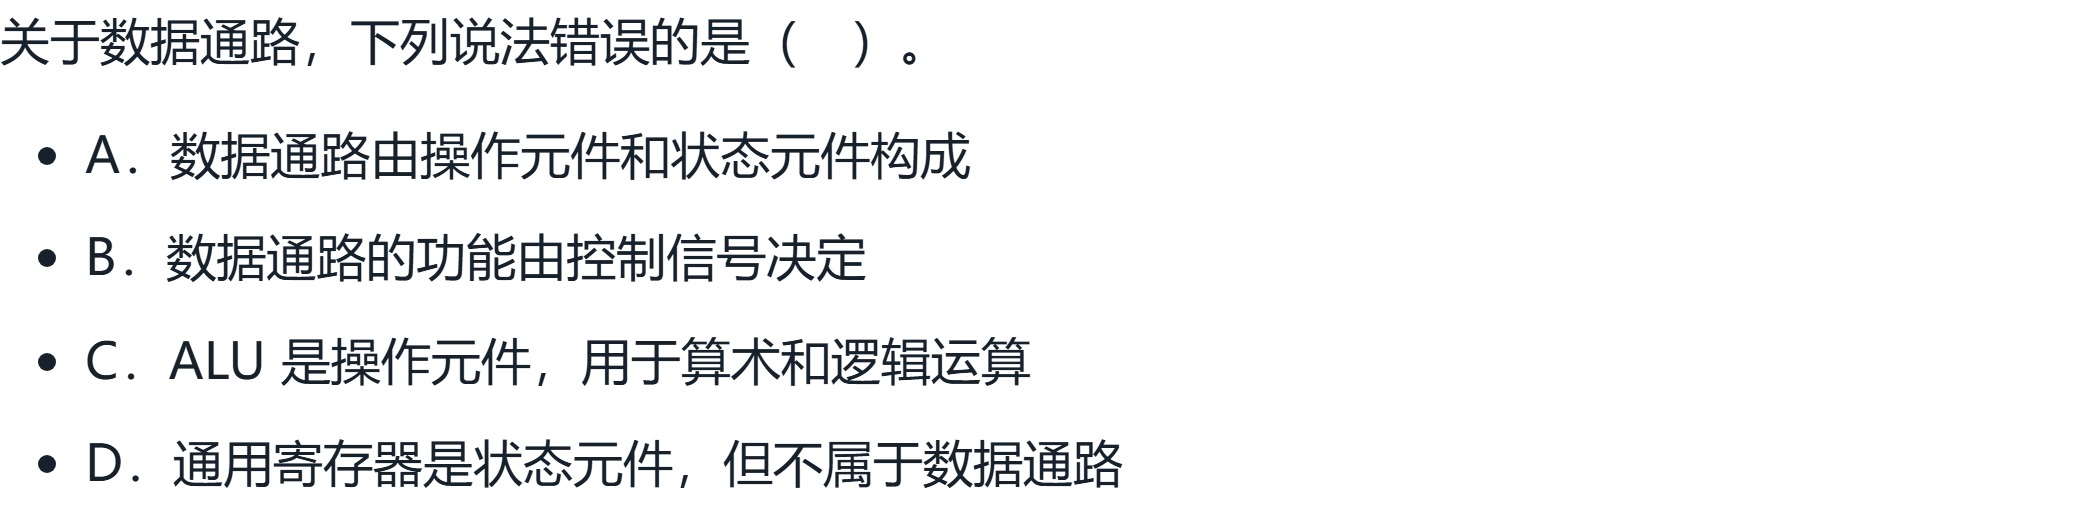 关于数据通路，下列说法错误的是（　）。
• A．数据通路由操作元件和状态元件构成
• B．数据通路的功能由控制信号决定
• C．ALU 是操作元件，用于算术和逻辑运算
• D．通用寄存器是状态元件，但不属于数据通路